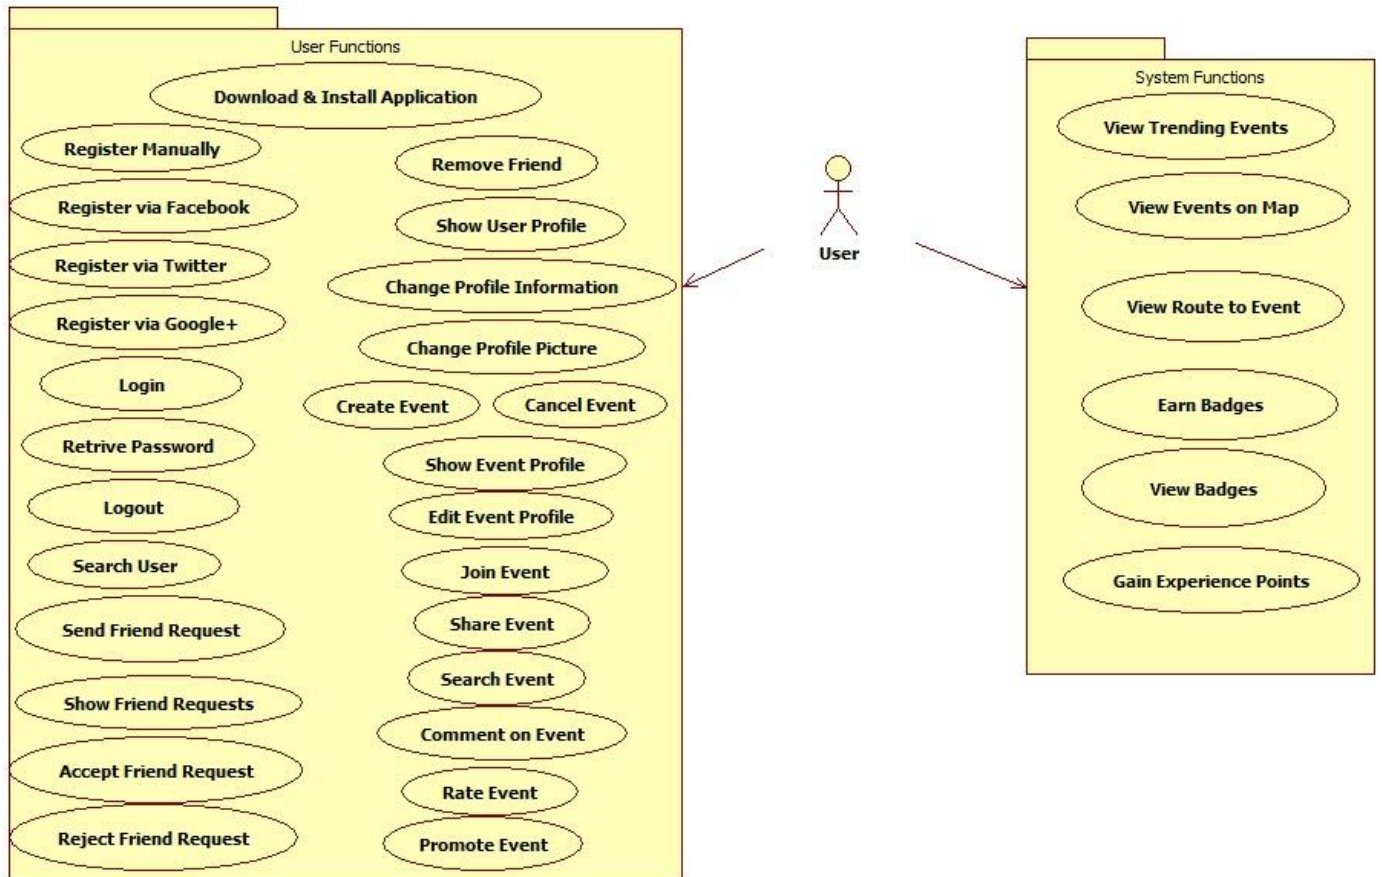 User Functions
Download & Install Application
Register Manually
Register via Facebook
Register via Twitter
Register via Google+
Login
Retrive Password
Logout
Search User
Send Friend Request
Show Friend Requests
Accept Friend Request
Reject Friend Request
Remove Friend
Show User Profile
Change Profile Information
Change Profile Picture
Create Event
Cancel Event
Show Event Profile
Edit Event Profile
Join Event
Share Event
Search Event
Comment on Event
Rate Event
Promote Event
User
System Functions
View Trending Events
View Events on Map
View Route to Event
Earn Badges
View Badges
Gain Experience Points